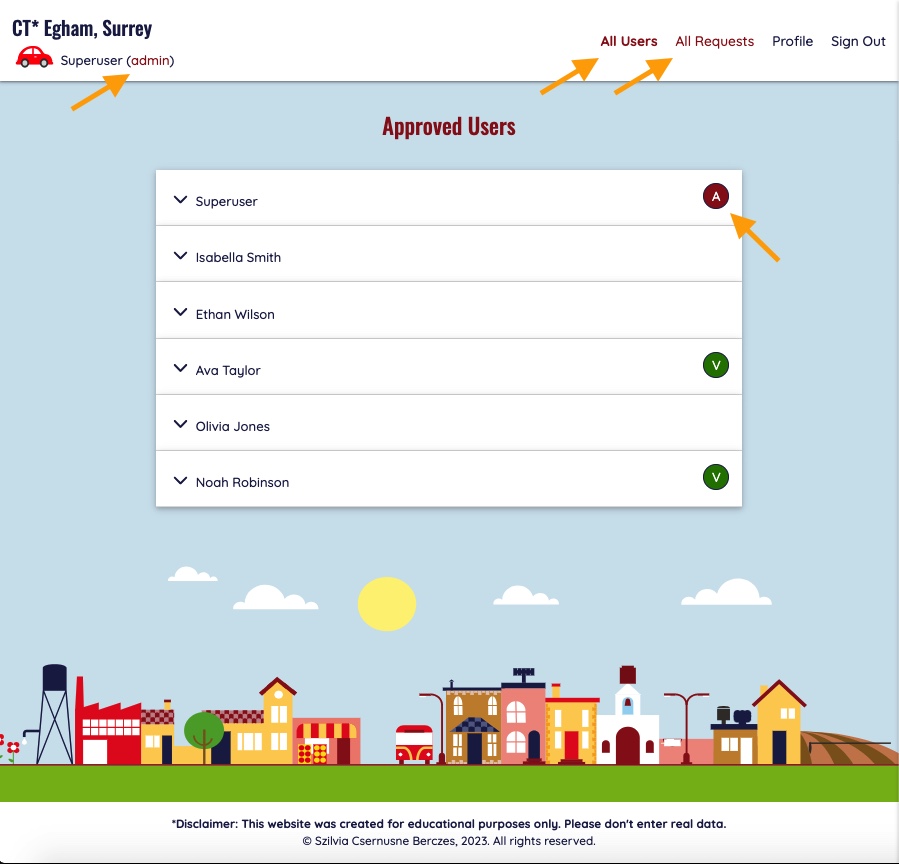 CT* Egham, Surrey
Superuser (admin)
All Users All Requests Profile Sign Out
Approved Users
Superuser A
Isabella Smith
Ethan Wilson
Ava Taylor V
Olivia Jones
Noah Robinson V
*Disclaimer: This website was created for educational purposes only. Please don't enter real data.
© Szilvia Csernusne Berczes, 2023. All rights reserved.